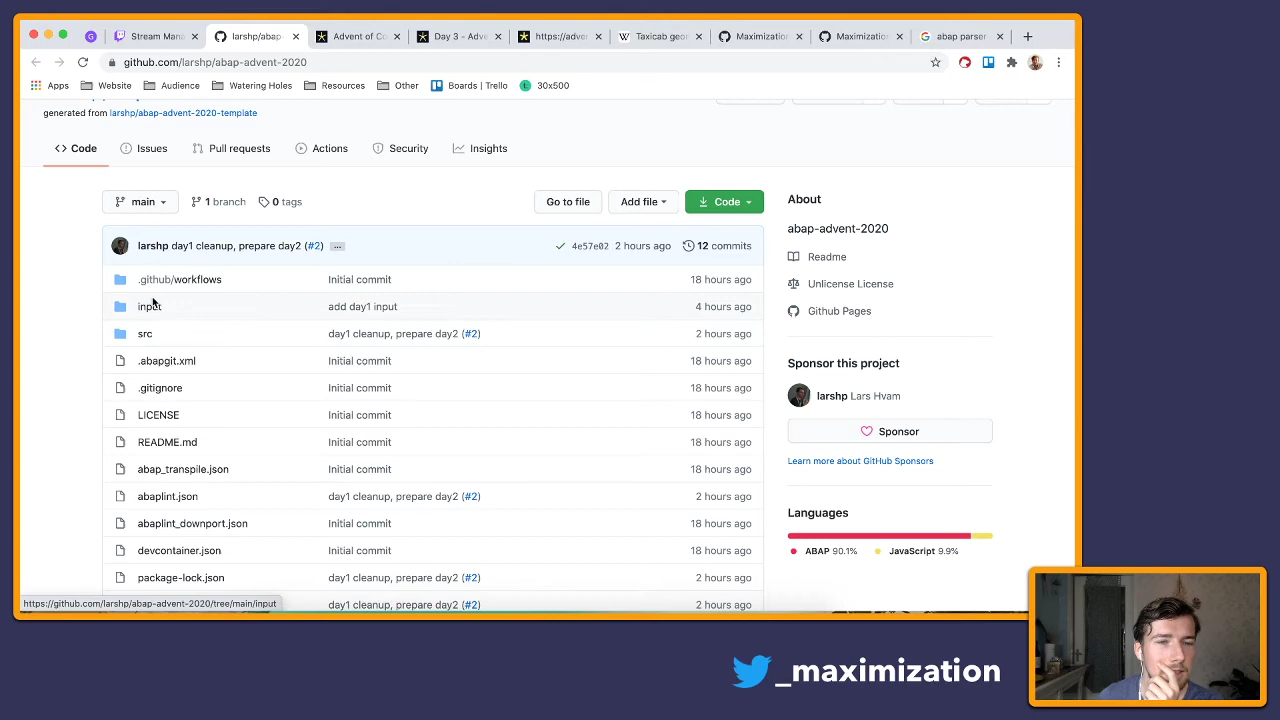 Stream Mana
larshp/abap-
Advent of Co
Day 3 - Adve
https://adve
Taxicab geo
Maximization
Maximization
abap parser
github.com/larshp/abap-advent-2020
Apps
Website
Audience
Watering Holes
Resources
Other
Boards | Trello
30x500
generated from larshp/abap-advent-2020-template
Code
Issues
Pull requests
Actions
Security
Insights
main
1 branch
0 tags
Go to file
Add file
Code
larshp day1 cleanup, prepare day2 (#2) ... 4e57e02 2 hours ago 12 commits
.github/workflows Initial commit 18 hours ago
input add day1 input 4 hours ago
src day1 cleanup, prepare day2 (#2) 2 hours ago
.abapgit.xml Initial commit 18 hours ago
.gitignore Initial commit 18 hours ago
LICENSE Initial commit 18 hours ago
README.md Initial commit 18 hours ago
abap_transpile.json Initial commit 18 hours ago
abaplint.json day1 cleanup, prepare day2 (#2) 2 hours ago
abaplint_downport.json Initial commit 18 hours ago
devcontainer.json Initial commit 18 hours ago
package-lock.json day1 cleanup, prepare day2 (#2) 2 hours ago
day1 cleanup, prepare day2 (#2) 2 hours ago
About
abap-advent-2020
Readme
Unlicense License
Github Pages
Sponsor this project
larshp Lars Hvam
Sponsor
Learn more about GitHub Sponsors
Languages
ABAP 90.1%
JavaScript 9.9%
https://github.com/larshp/abap-advent-2020/tree/main/input
_maximization